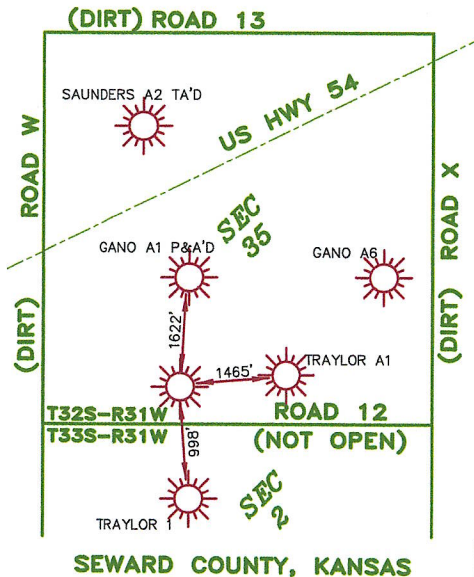 (DIRT) ROAD 13
SAUNDERS A2 TA'D
US HWY 54
ROAD W
ROAD X
SEC
35
GANO A1 P&A'D
GANO A6
(DIRT)
(DIRT)
1622'
1465'
TRAYLOR A1
T32S-R31W
ROAD 12
T33S-R31W
(NOT OPEN)
998'
SEC
2
TRAYLOR 1
SEWARD COUNTY, KANSAS